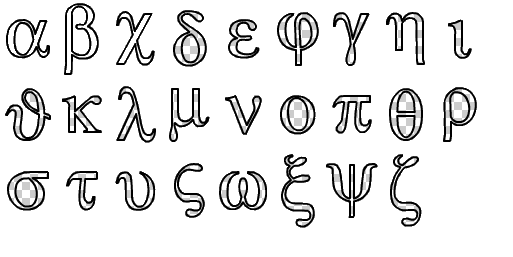 α β χ δ ε φ γ η ι
ϑ κ λ μ ν ο π θ ρ
σ τ υ ς ω ξ ψ ζ